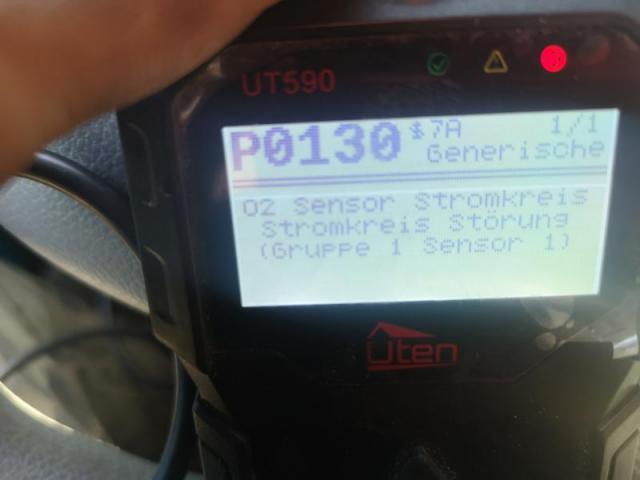 UT590
P0130 $7A 1/1
Generische
O2 Sensor Stromkreis
Stromkreis Störung
(Gruppe 1 Sensor 1)
Uten